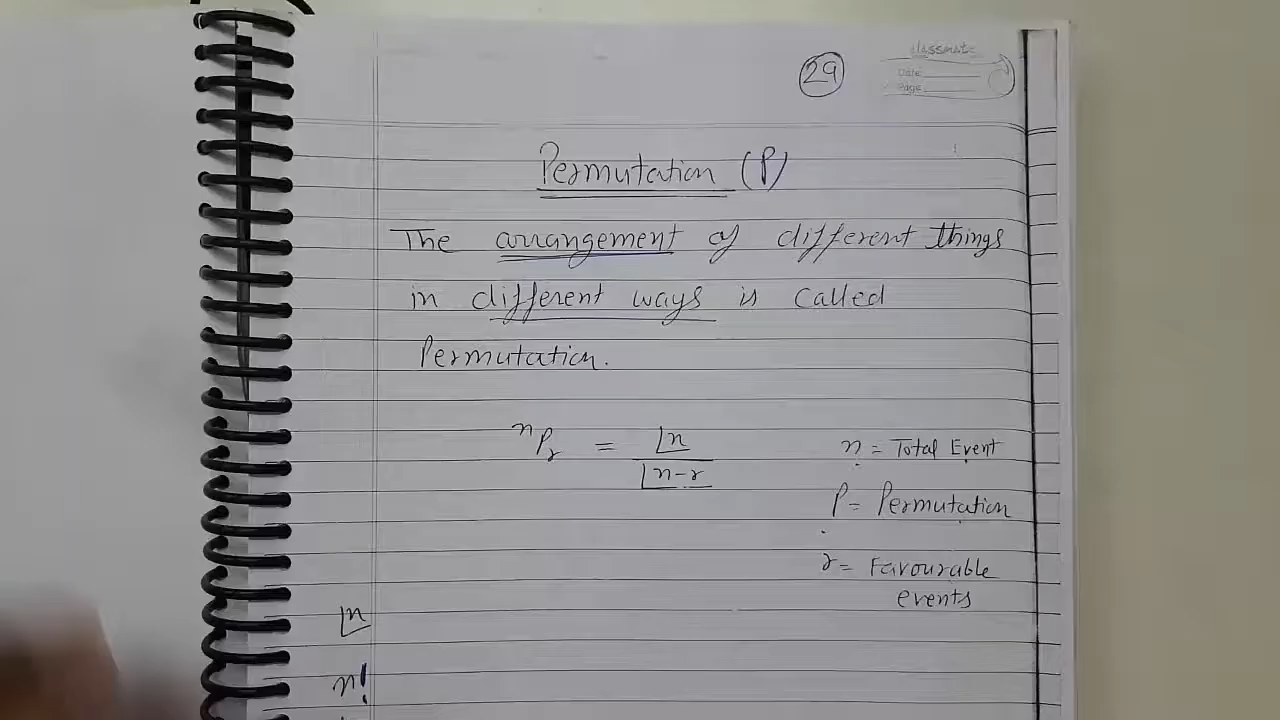 29
classmate
Date
Page
Permutation (P)
The arrangement of different things
in different ways is called
Permutation.
ⁿPᵣ = ⌊n / ⌊n-r
n = Total Event
P = Permutation
r = Favourable
events
⌊n
n!